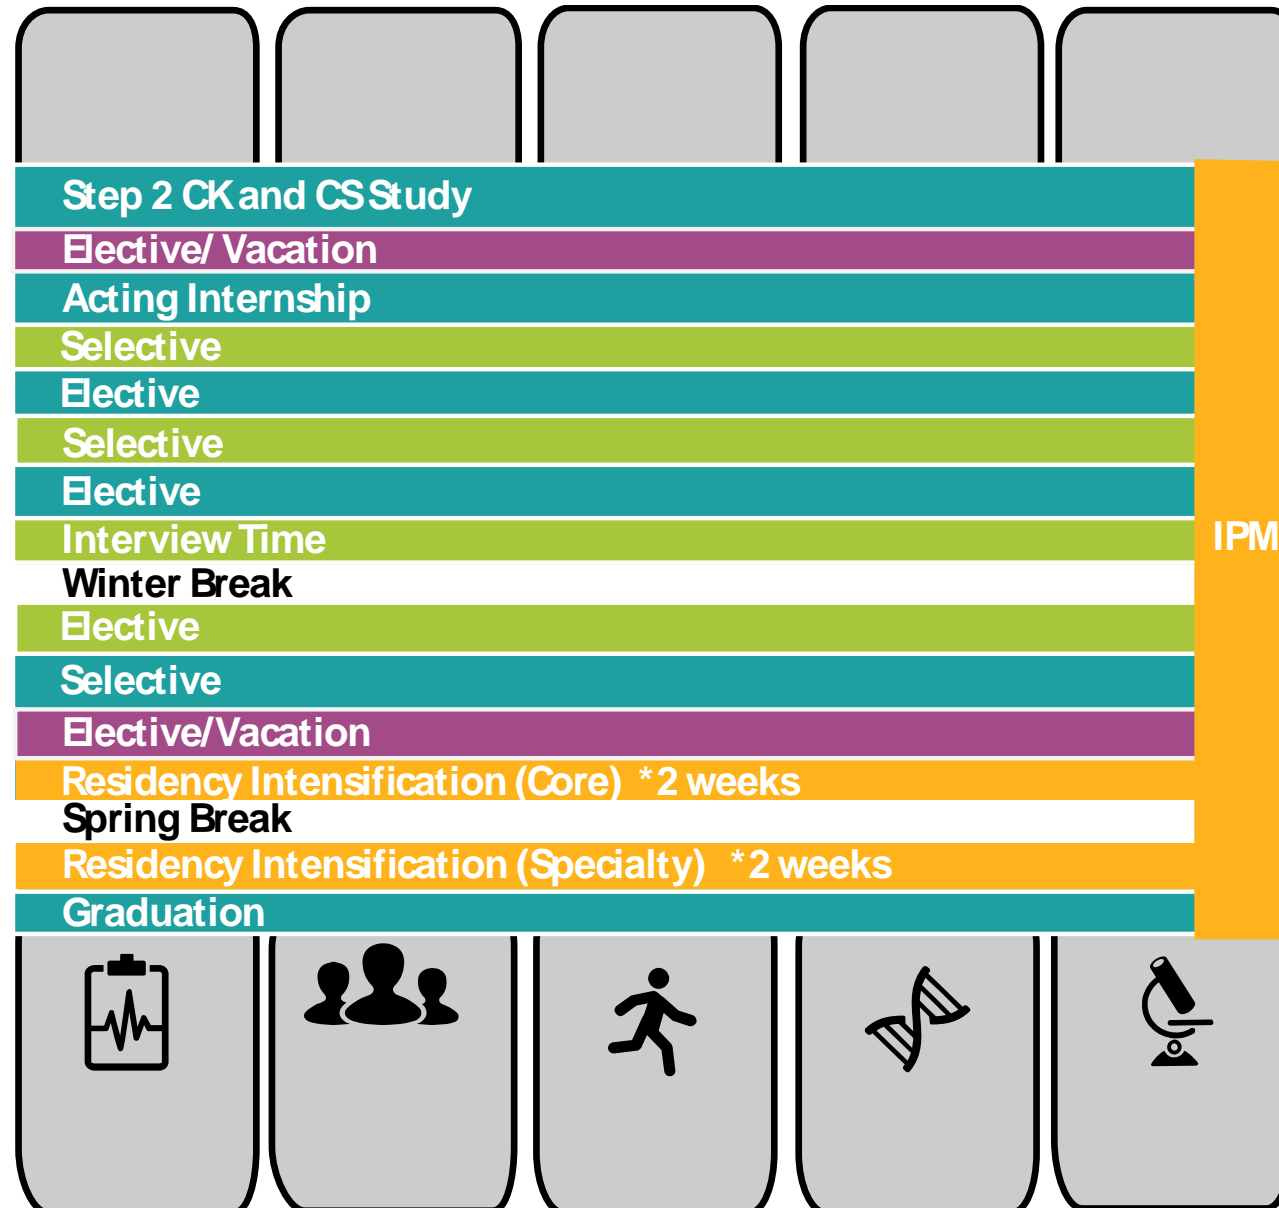 Step 2 CK and CS Study
Elective/ Vacation
Acting Internship
Selective
Elective
Selective
Elective
Interview Time
IPM
Winter Break
Elective
Selective
Elective/Vacation
Residency Intensification (Core) *2 weeks
Spring Break
Residency Intensification (Specialty) *2 weeks
Graduation